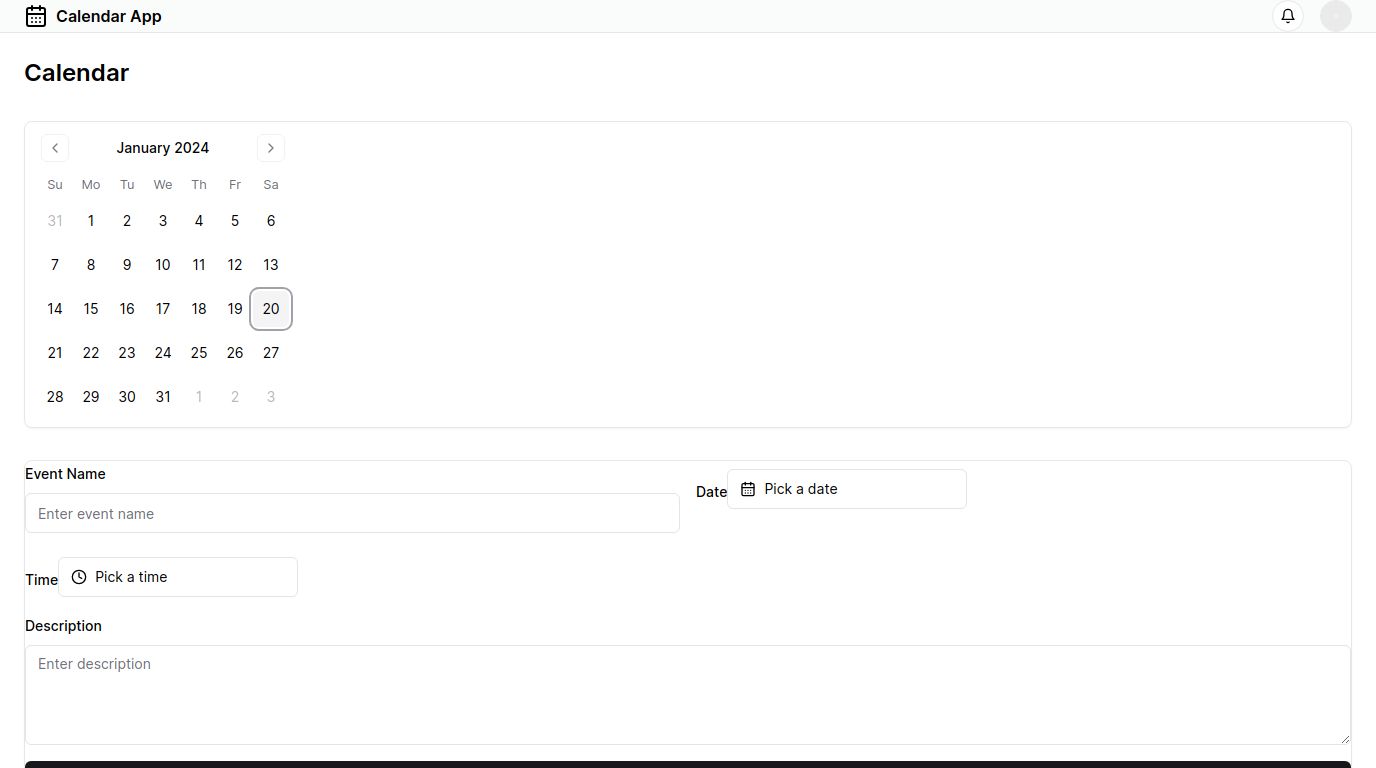 Calendar App
Calendar
January 2024
Su Mo Tu We Th Fr Sa
31 1 2 3 4 5 6
7 8 9 10 11 12 13
14 15 16 17 18 19 20
21 22 23 24 25 26 27
28 29 30 31 1 2 3
Event Name
Enter event name
Date Pick a date
Time Pick a time
Description
Enter description